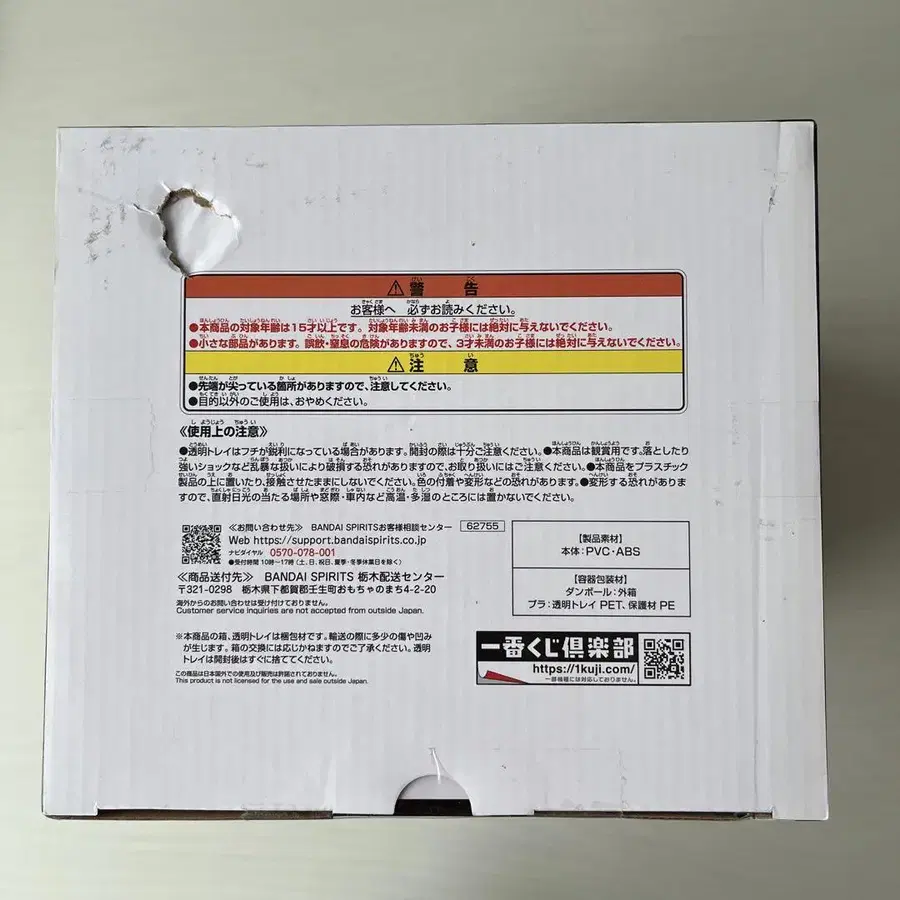 ⚠警 告
お客様へ 必ずお読みください。
●本商品の対象年齢は15才以上です。対象年齢未満のお子様には絶対に与えないでください。
●小さな部品があります。誤飲・窒息の危険がありますので、3才未満のお子様には絶対に与えないでください。
⚠注 意
●先端が尖っている箇所がありますので、注意してください。
●目的以外のご使用は、おやめください。
《使用上の注意》
●透明トレイはフチが鋭利になっている場合があります。開封の際は十分ご注意ください。●本商品は観賞用です。落としたり
強いショックなど乱暴な扱いにより破損する恐れがありますので、お取り扱いにはご注意ください。●本商品をプラスチック
製品の上に置いたり、接触させたままにしないでください。色の付着や変形などの恐れがあります。●変形する恐れがありま
すので、直射日光の当たる場所や窓際・車内など高温・多湿のところには置かないでください。
≪お問い合わせ先≫ BANDAI SPIRITSお客様相談センター 62755
Web https://support.bandaispirits.co.jp
ナビダイヤル 0570-078-001
●受付時間 10時～17時(土、日、祝日、夏季・冬季休業日を除く)
≪商品送付先≫ BANDAI SPIRITS 栃木配送センター
〒321-0298 栃木県下都賀郡壬生町おもちゃのまち4-2-20
海外からのお問い合わせは受け付けておりません。
Customer service inquiries are not accepted from outside Japan.
【製品素材】
本体:PVC・ABS
【容器包装材】
ダンボール:外箱
プラ:透明トレイ PET、保護材 PE
※本商品の箱、透明トレイは梱包材です。輸送の際に多少の傷や凹み
が生じます。箱の交換には応じかねますのでご了承ください。透明
トレイは開封後はすぐに捨ててください。
この商品は日本国外での使用及び販売は許諾されておりません。
This product is not licensed for the use and sale outside Japan.
一番くじ倶楽部
https://1kuji.com/
一部機種には対応しておりません。